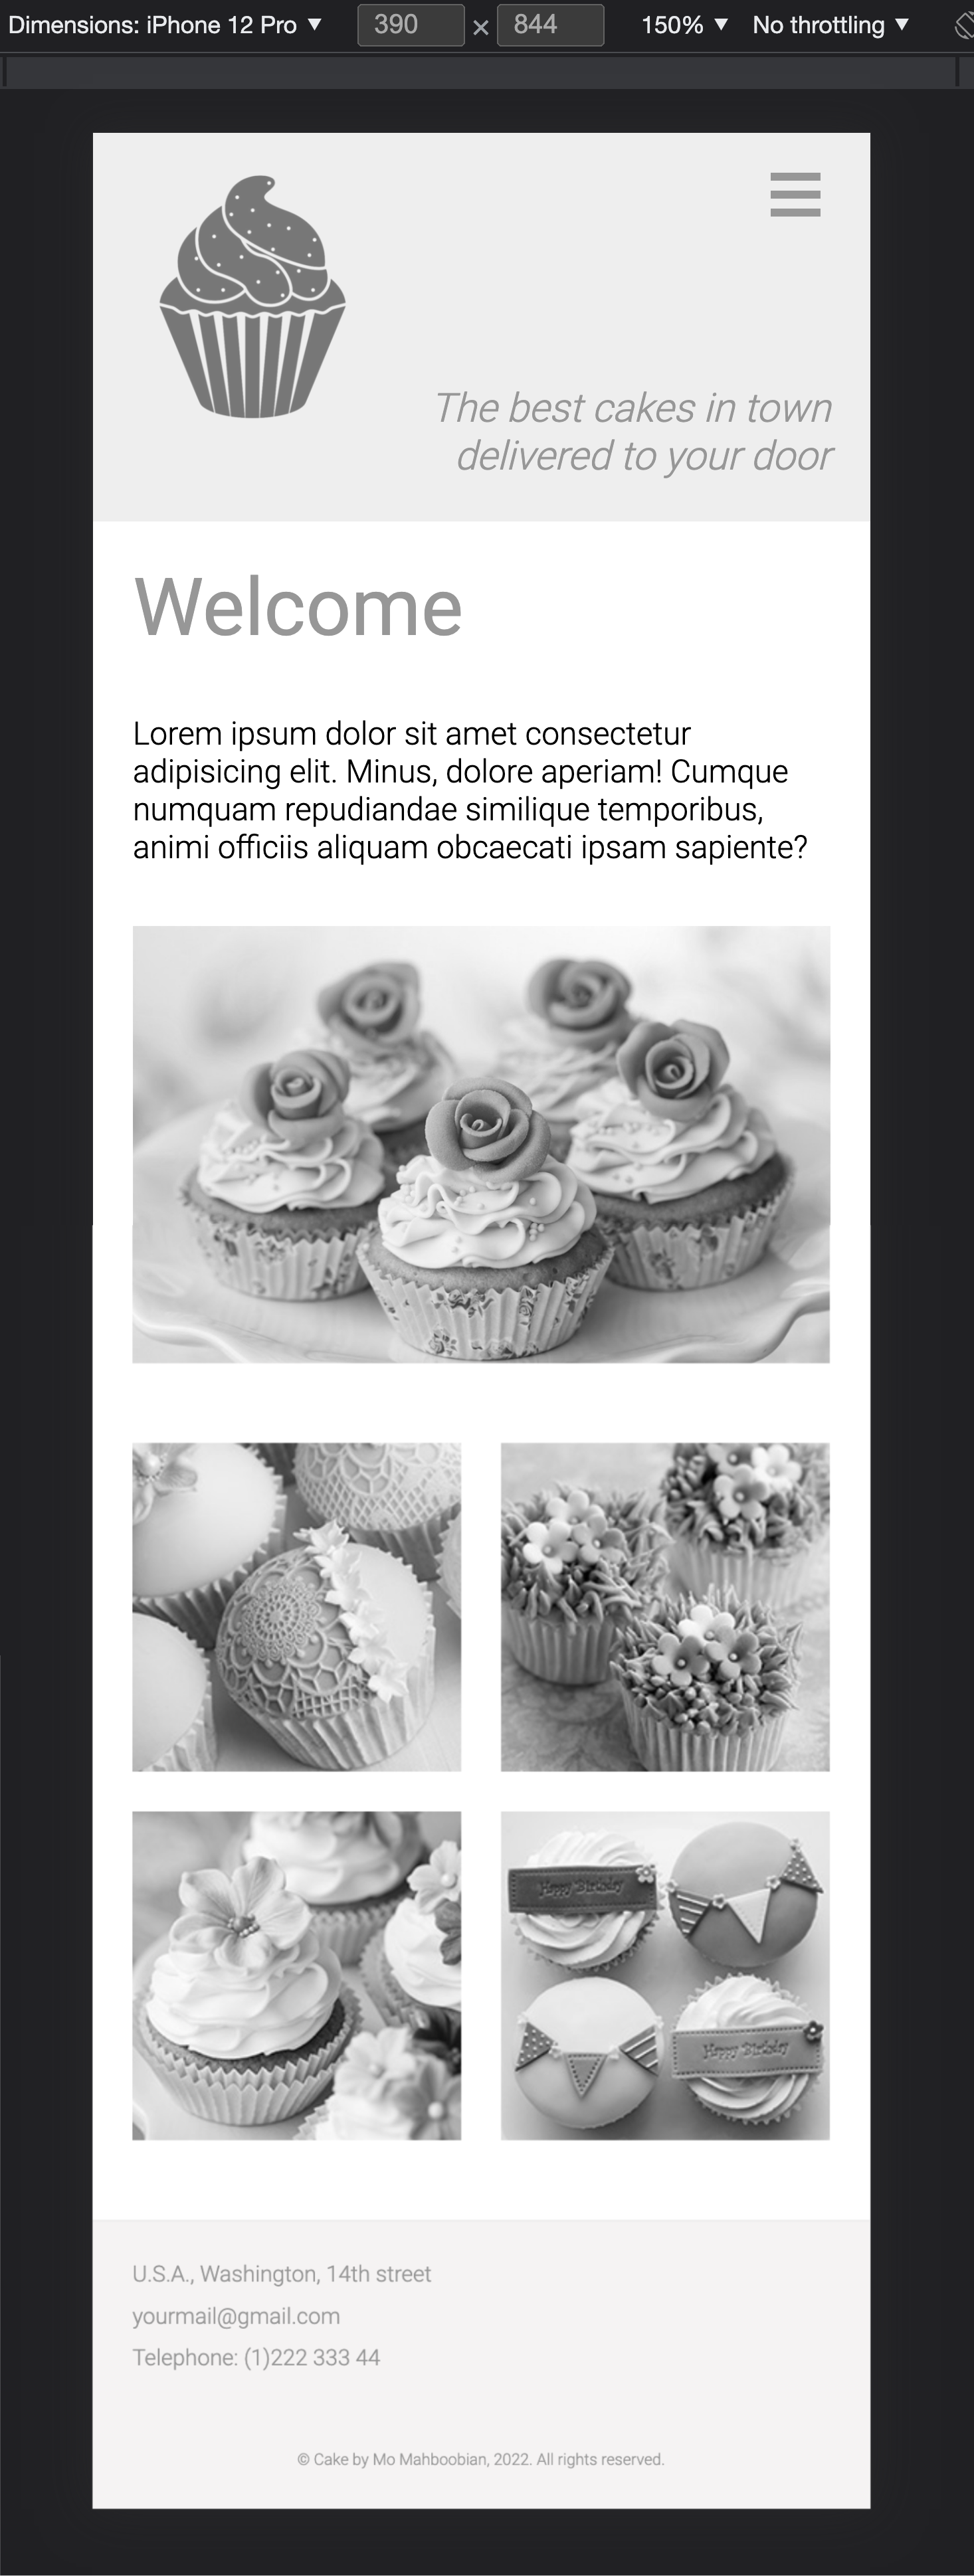 Dimensions: iPhone 12 Pro ▼ 390 × 844 150% ▼ No throttling ▼
The best cakes in town
delivered to your door
Welcome
Lorem ipsum dolor sit amet consectetur
adipisicing elit. Minus, dolore aperiam! Cumque
numquam repudiandae similique temporibus,
animi officiis aliquam obcaecati ipsam sapiente?
Happy Birthday
Happy Birthday
U.S.A., Washington, 14th street
yourmail@gmail.com
Telephone: (1)222 333 44
© Cake by Mo Mahboobian, 2022. All rights reserved.